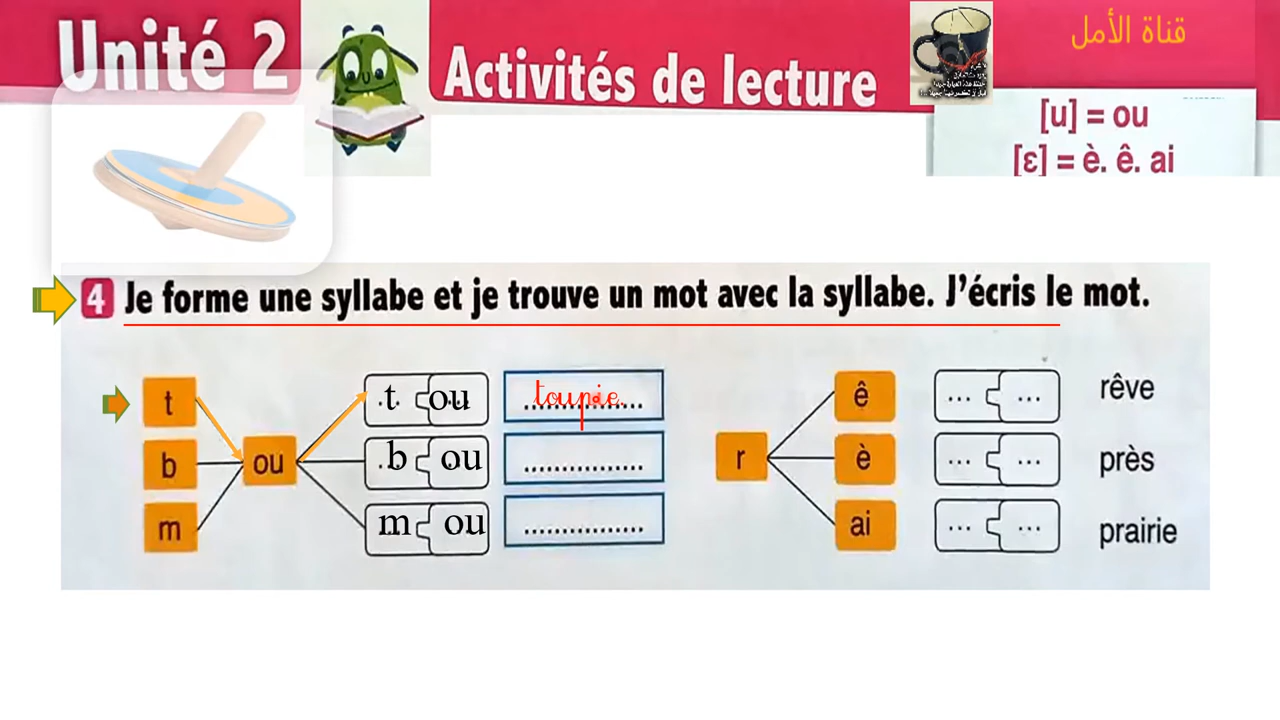 Unité 2
Activités de lecture
قناة الأمل
[u] = ou
[ɛ] = è. ê. ai
4 Je forme une syllabe et je trouve un mot avec la syllabe. J'écris le mot.
t
b
m
ou
t ou
b ou
m ou
toupie
r
ê
è
ai
... ...
... ...
... ...
rêve
près
prairie